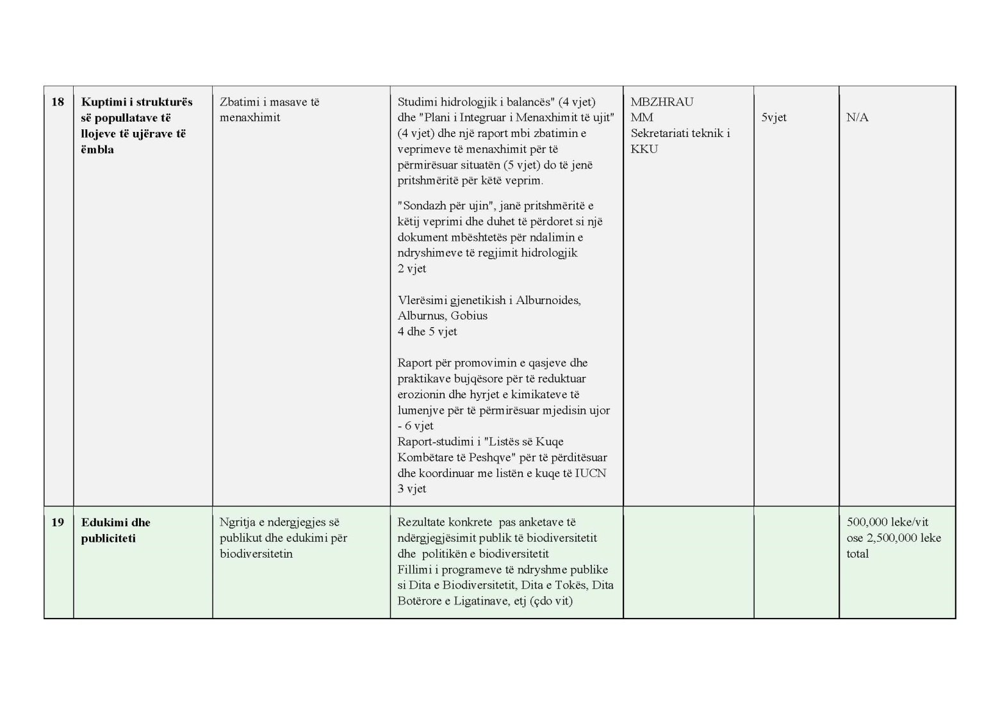 18
Kuptimi i strukturës
së popullatave të
llojeve të ujërave të
ëmbla
Zbatimi i masave të
menaxhimit
Studimi hidrologjik i balancës" (4 vjet)
dhe "Plani i Integruar i Menaxhimit të ujit"
(4 vjet) dhe një raport mbi zbatimin e
veprimeve të menaxhimit për të
përmirësuar situatën (5 vjet) do të jenë
pritshmëritë për këtë veprim.
"Sondazh për ujin", janë pritshmëritë e
këtij veprimi dhe duhet të përdoret si një
dokument mbështetës për ndalimin e
ndryshimeve të regjimit hidrologjik
2 vjet
Vlerësimi gjenetikish i Alburnoides,
Alburnus, Gobius
4 dhe 5 vjet
Raport për promovimin e qasjeve dhe
praktikave bujqësore për të reduktuar
erozionin dhe hyrjet e kimikateve të
lumenjve për të përmirësuar mjedisin ujor
- 6 vjet
Raport-studimi i "Listës së Kuqe
Kombëtare të Peshqve" për të përditësuar
dhe koordinuar me listën e kuqe të IUCN
3 vjet
MBZHRAU
MM
Sekretariati teknik i
KKU
5vjet
N/A
19
Edukimi dhe
publiciteti
Ngritja e ndergjegjes së
publikut dhe edukimi për
biodiversitetin
Rezultate konkrete  pas anketave të
ndërgjegjësimit publik të biodiversitetit
dhe  politikën e biodiversitetit
Fillimi i programeve të ndryshme publike
si Dita e Biodiversitetit, Dita e Tokës, Dita
Botërore e Ligatinave, etj (çdo vit)
500,000 leke/vit
ose 2,500,000 leke
total